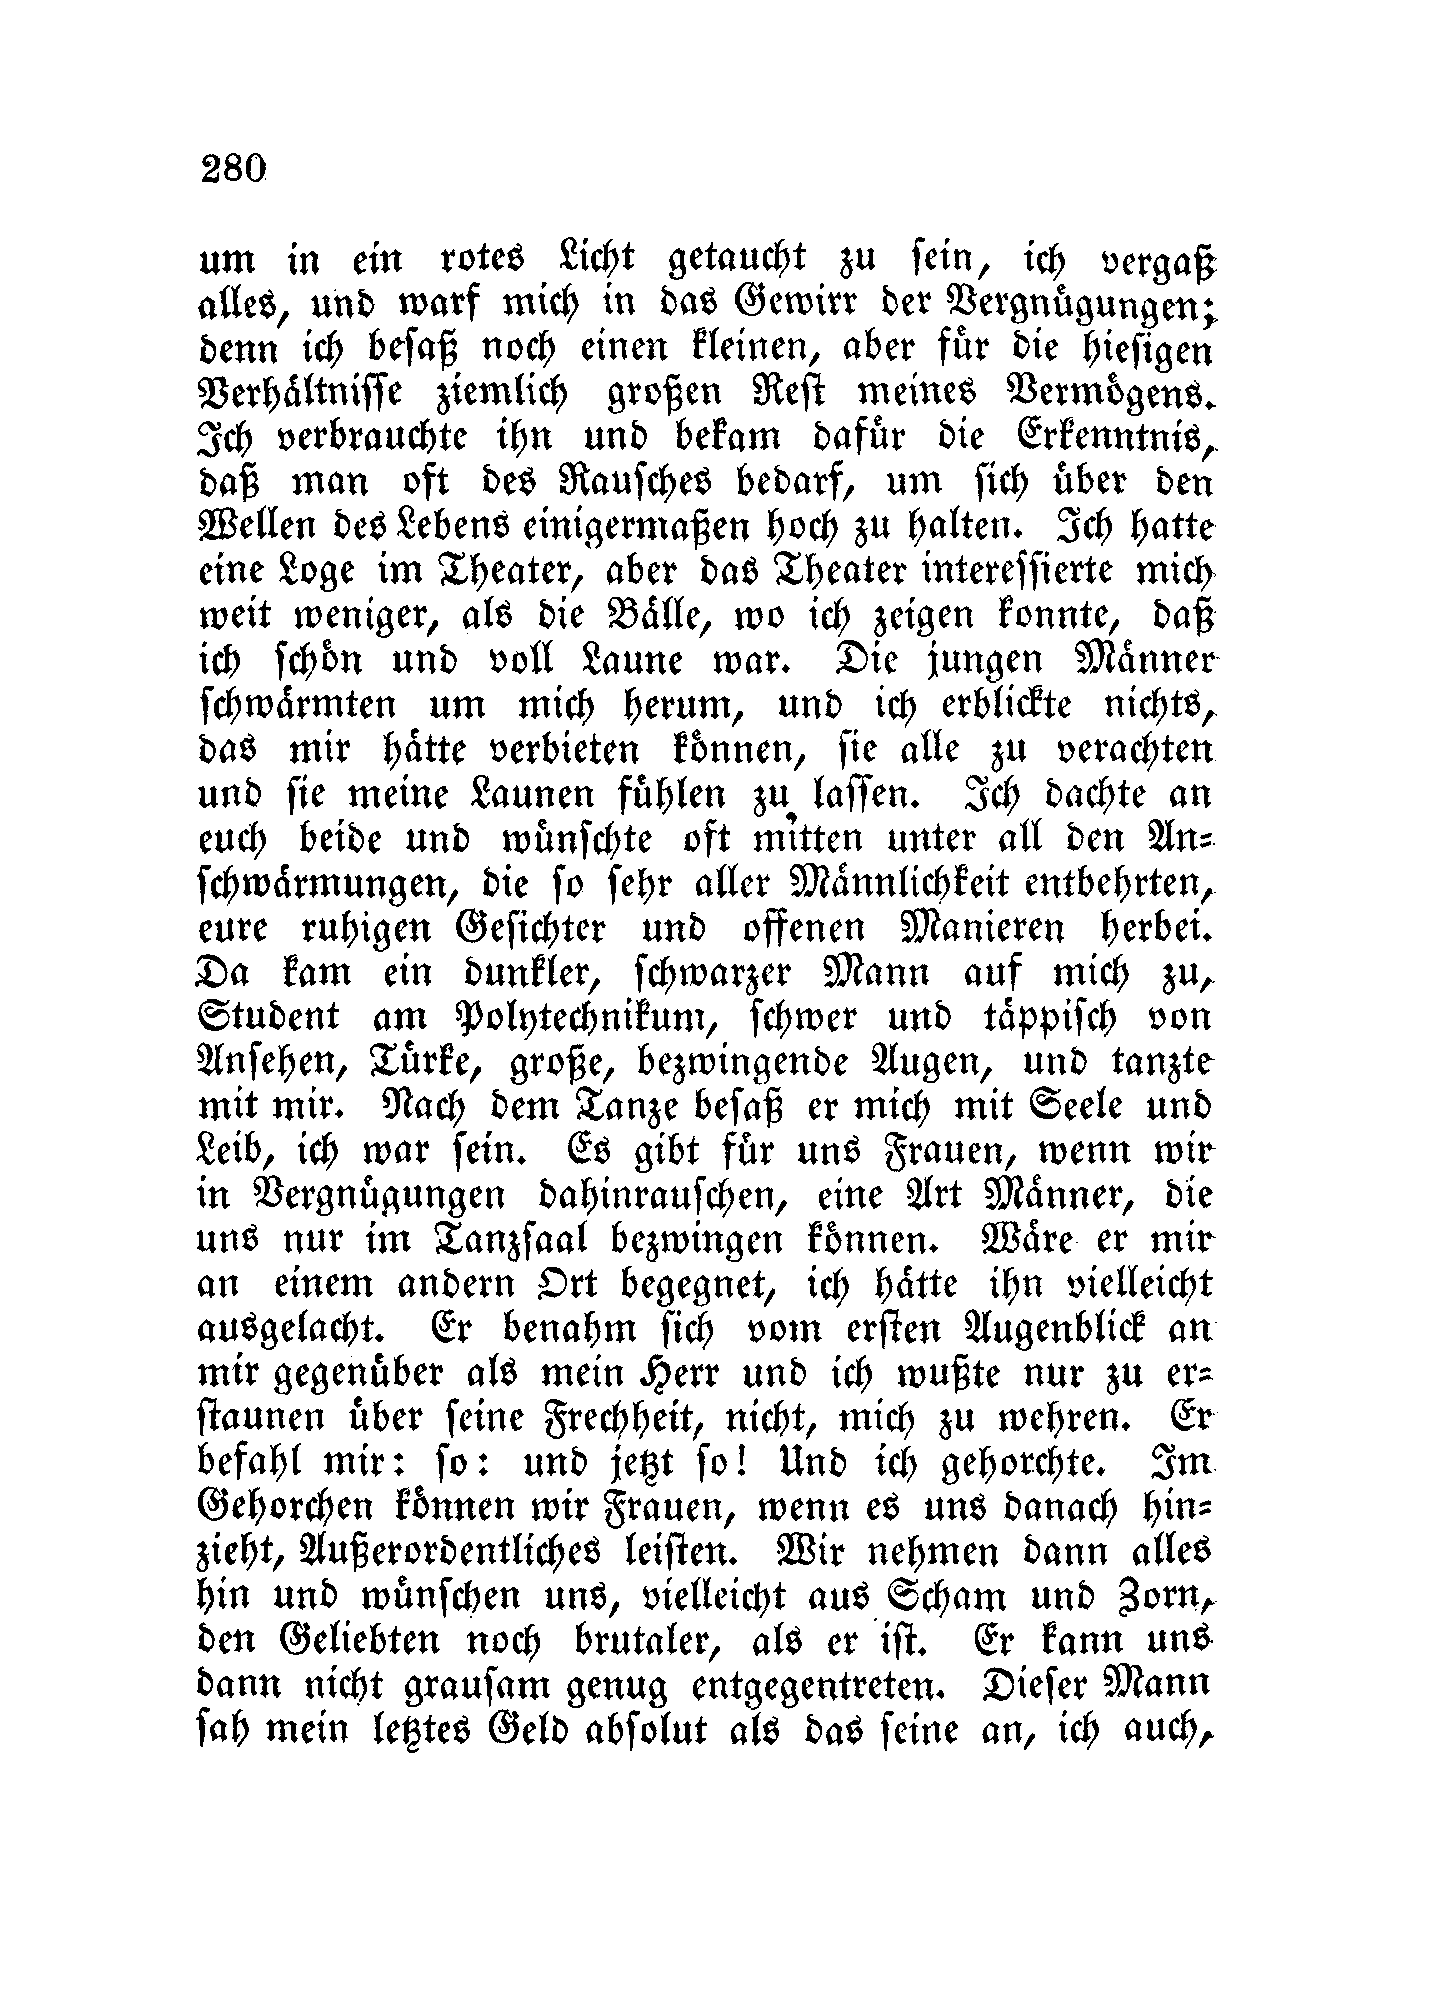 280
um in ein rotes Licht getaucht zu sein, ich vergaß
alles, und warf mich in das Gewirr der Vergnügungen;
denn ich besaß noch einen kleinen, aber für die hiesigen
Verhältnisse ziemlich großen Rest meines Vermögens.
Ich verbrauchte ihn und bekam dafür die Erkenntnis,
daß man oft des Rausches bedarf, um sich über den
Wellen des Lebens einigermaßen hoch zu halten. Ich hatte
eine Loge im Theater, aber das Theater interessierte mich
weit weniger, als die Bälle, wo ich zeigen konnte, daß
ich schön und voll Laune war. Die jungen Männer
schwärmten um mich herum, und ich erblickte nichts,
das mir hätte verbieten können, sie alle zu verachten
und sie meine Launen fühlen zu lassen. Ich dachte an
euch beide und wünschte oft mitten unter all den An-
schwärmungen, die so sehr aller Männlichkeit entbehrten,
eure ruhigen Gesichter und offenen Manieren herbei.
Da kam ein dunkler, schwarzer Mann auf mich zu,
Student am Polytechnikum, schwer und täppisch von
Ansehen, Türke, große, bezwingende Augen, und tanzte
mit mir. Nach dem Tanze besaß er mich mit Seele und
Leib, ich war sein. Es gibt für uns Frauen, wenn wir
in Vergnügungen dahinrauschen, eine Art Männer, die
uns nur im Tanzsaal bezwingen können. Wäre er mir
an einem andern Ort begegnet, ich hätte ihn vielleicht
ausgelacht. Er benahm sich vom ersten Augenblick an
mir gegenüber als mein Herr und ich wußte nur zu er-
staunen über seine Frechheit, nicht, mich zu wehren. Er
befahl mir: so: und jetzt so! Und ich gehorchte. Im
Gehorchen können wir Frauen, wenn es uns danach hin-
zieht, Außerordentliches leisten. Wir nehmen dann alles
hin und wünschen uns, vielleicht aus Scham und Zorn,
den Geliebten noch brutaler, als er ist. Er kann uns
dann nicht grausam genug entgegentreten. Dieser Mann
sah mein letztes Geld absolut als das seine an, ich auch,